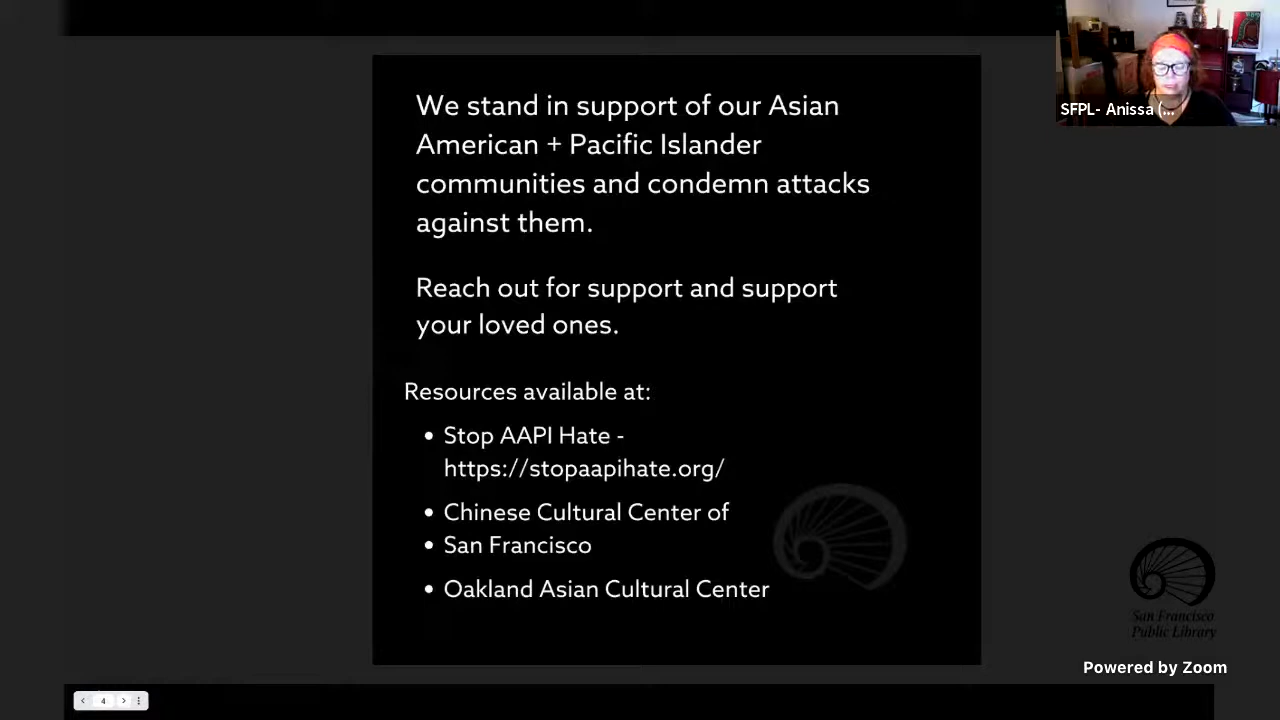 We stand in support of our Asian
American + Pacific Islander
communities and condemn attacks
against them.
Reach out for support and support
your loved ones.
Resources available at:
• Stop AAPI Hate -
https://stopaapihate.org/
• Chinese Cultural Center of
• San Francisco
• Oakland Asian Cultural Center
SFPL- Anissa (...
San Francisco
Public Library
Powered by Zoom
4